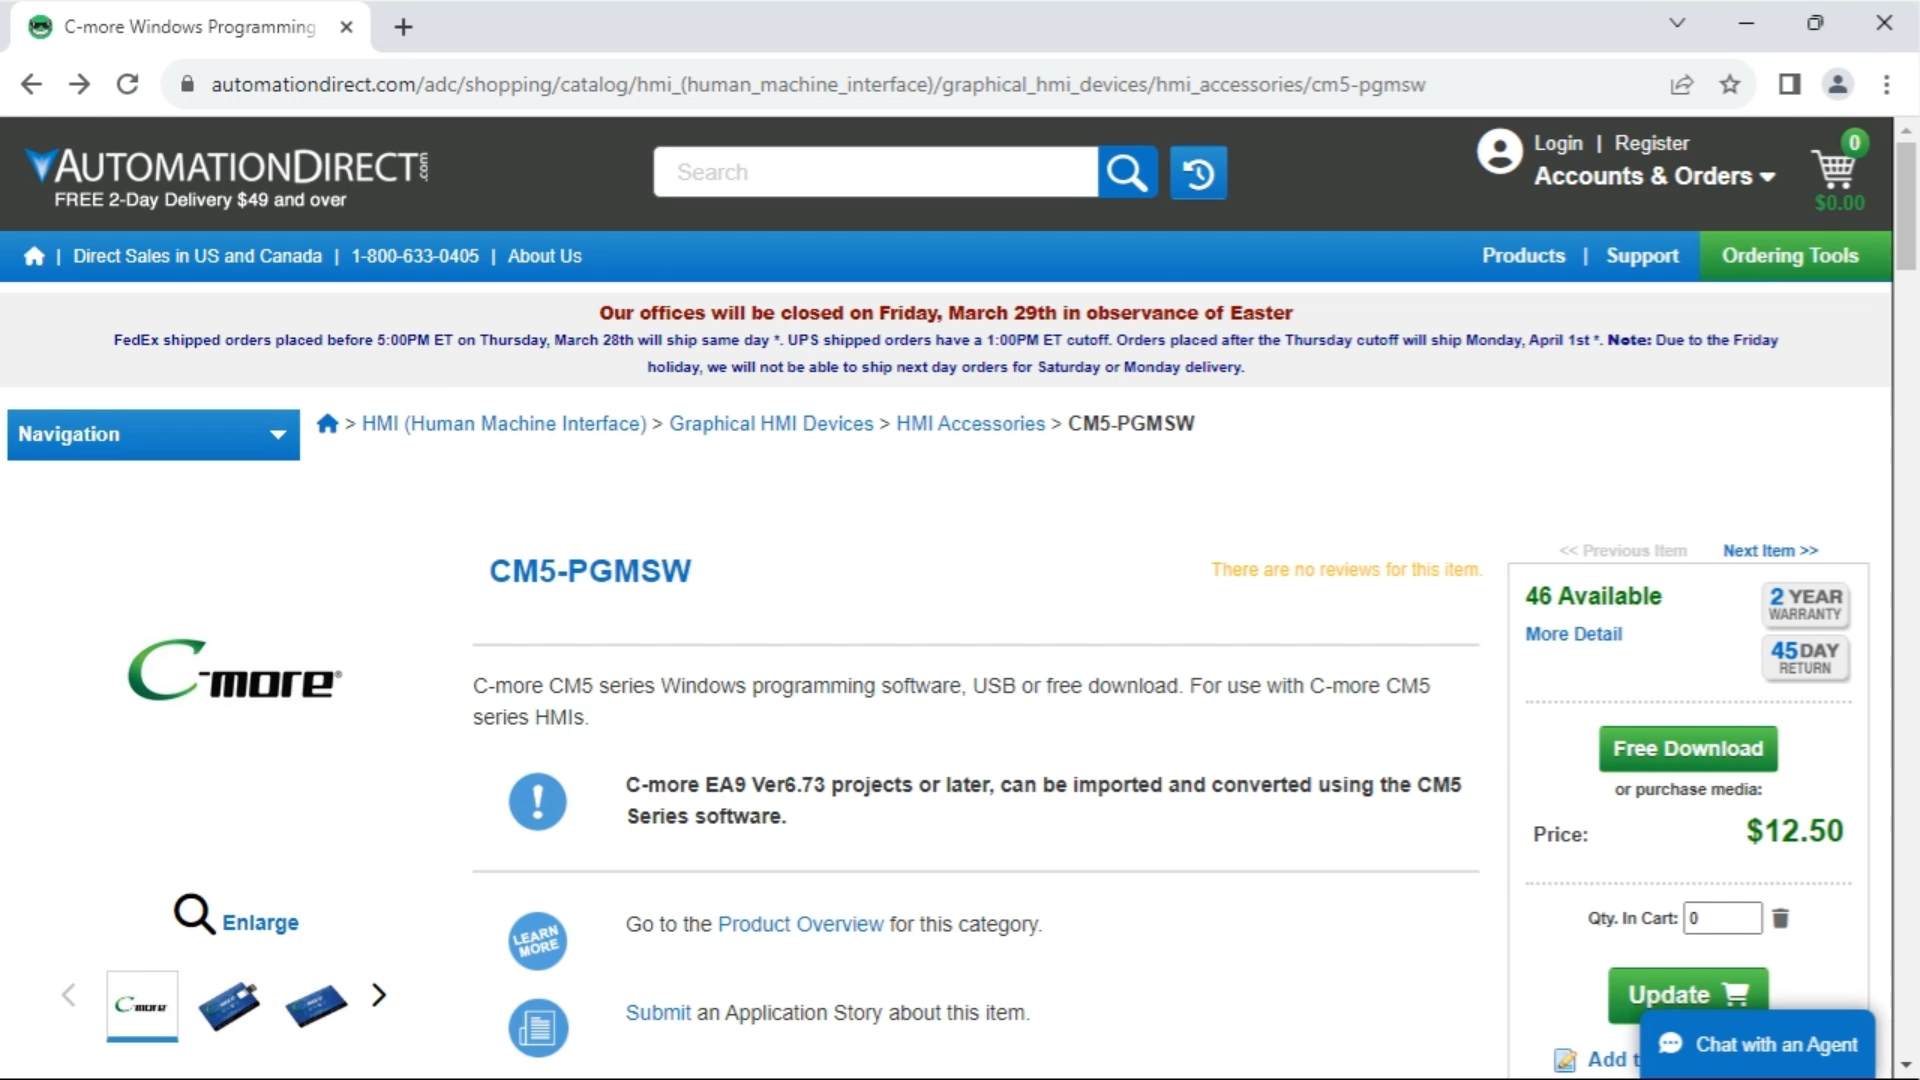 C-more Windows Programming
automationdirect.com/adc/shopping/catalog/hmi_(human_machine_interface)/graphical_hmi_devices/hmi_accessories/cm5-pgmsw
AUTOMATIONDIRECT.com
FREE 2-Day Delivery $49 and over
Search
Login | Register
Accounts & Orders
0
$0.00
| Direct Sales in US and Canada | 1-800-633-0405 | About Us
Products | Support
Ordering Tools
Our offices will be closed on Friday, March 29th in observance of Easter
FedEx shipped orders placed before 5:00PM ET on Thursday, March 28th will ship same day *. UPS shipped orders have a 1:00PM ET cutoff. Orders placed after the Thursday cutoff will ship Monday, April 1st *. Note: Due to the Friday
holiday, we will not be able to ship next day orders for Saturday or Monday delivery.
Navigation
> HMI (Human Machine Interface) > Graphical HMI Devices > HMI Accessories > CM5-PGMSW
<< Previous Item
Next Item >>
CM5-PGMSW
There are no reviews for this item.
46 Available
More Detail
2 YEAR
WARRANTY
45 DAY
RETURN
C-more®
C-more CM5 series Windows programming software, USB or free download. For use with C-more CM5
series HMIs.
Free Download
or purchase media:
Price:
$12.50
C-more EA9 Ver6.73 projects or later, can be imported and converted using the CM5
Series software.
Enlarge
LEARN
MORE
Go to the Product Overview for this category.
Qty. In Cart: 0
C-more
Submit an Application Story about this item.
Update
Add t
Chat with an Agent